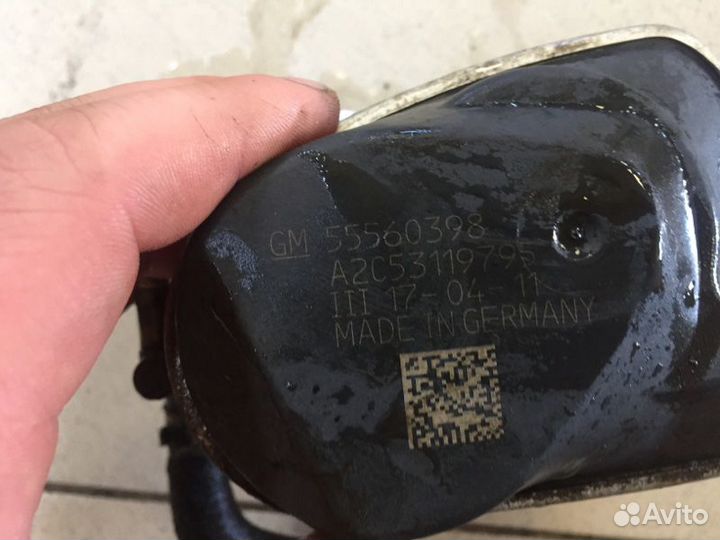 GM 55560398
A2C53119795
III 17-04-11
MADE IN GERMANY
Avito